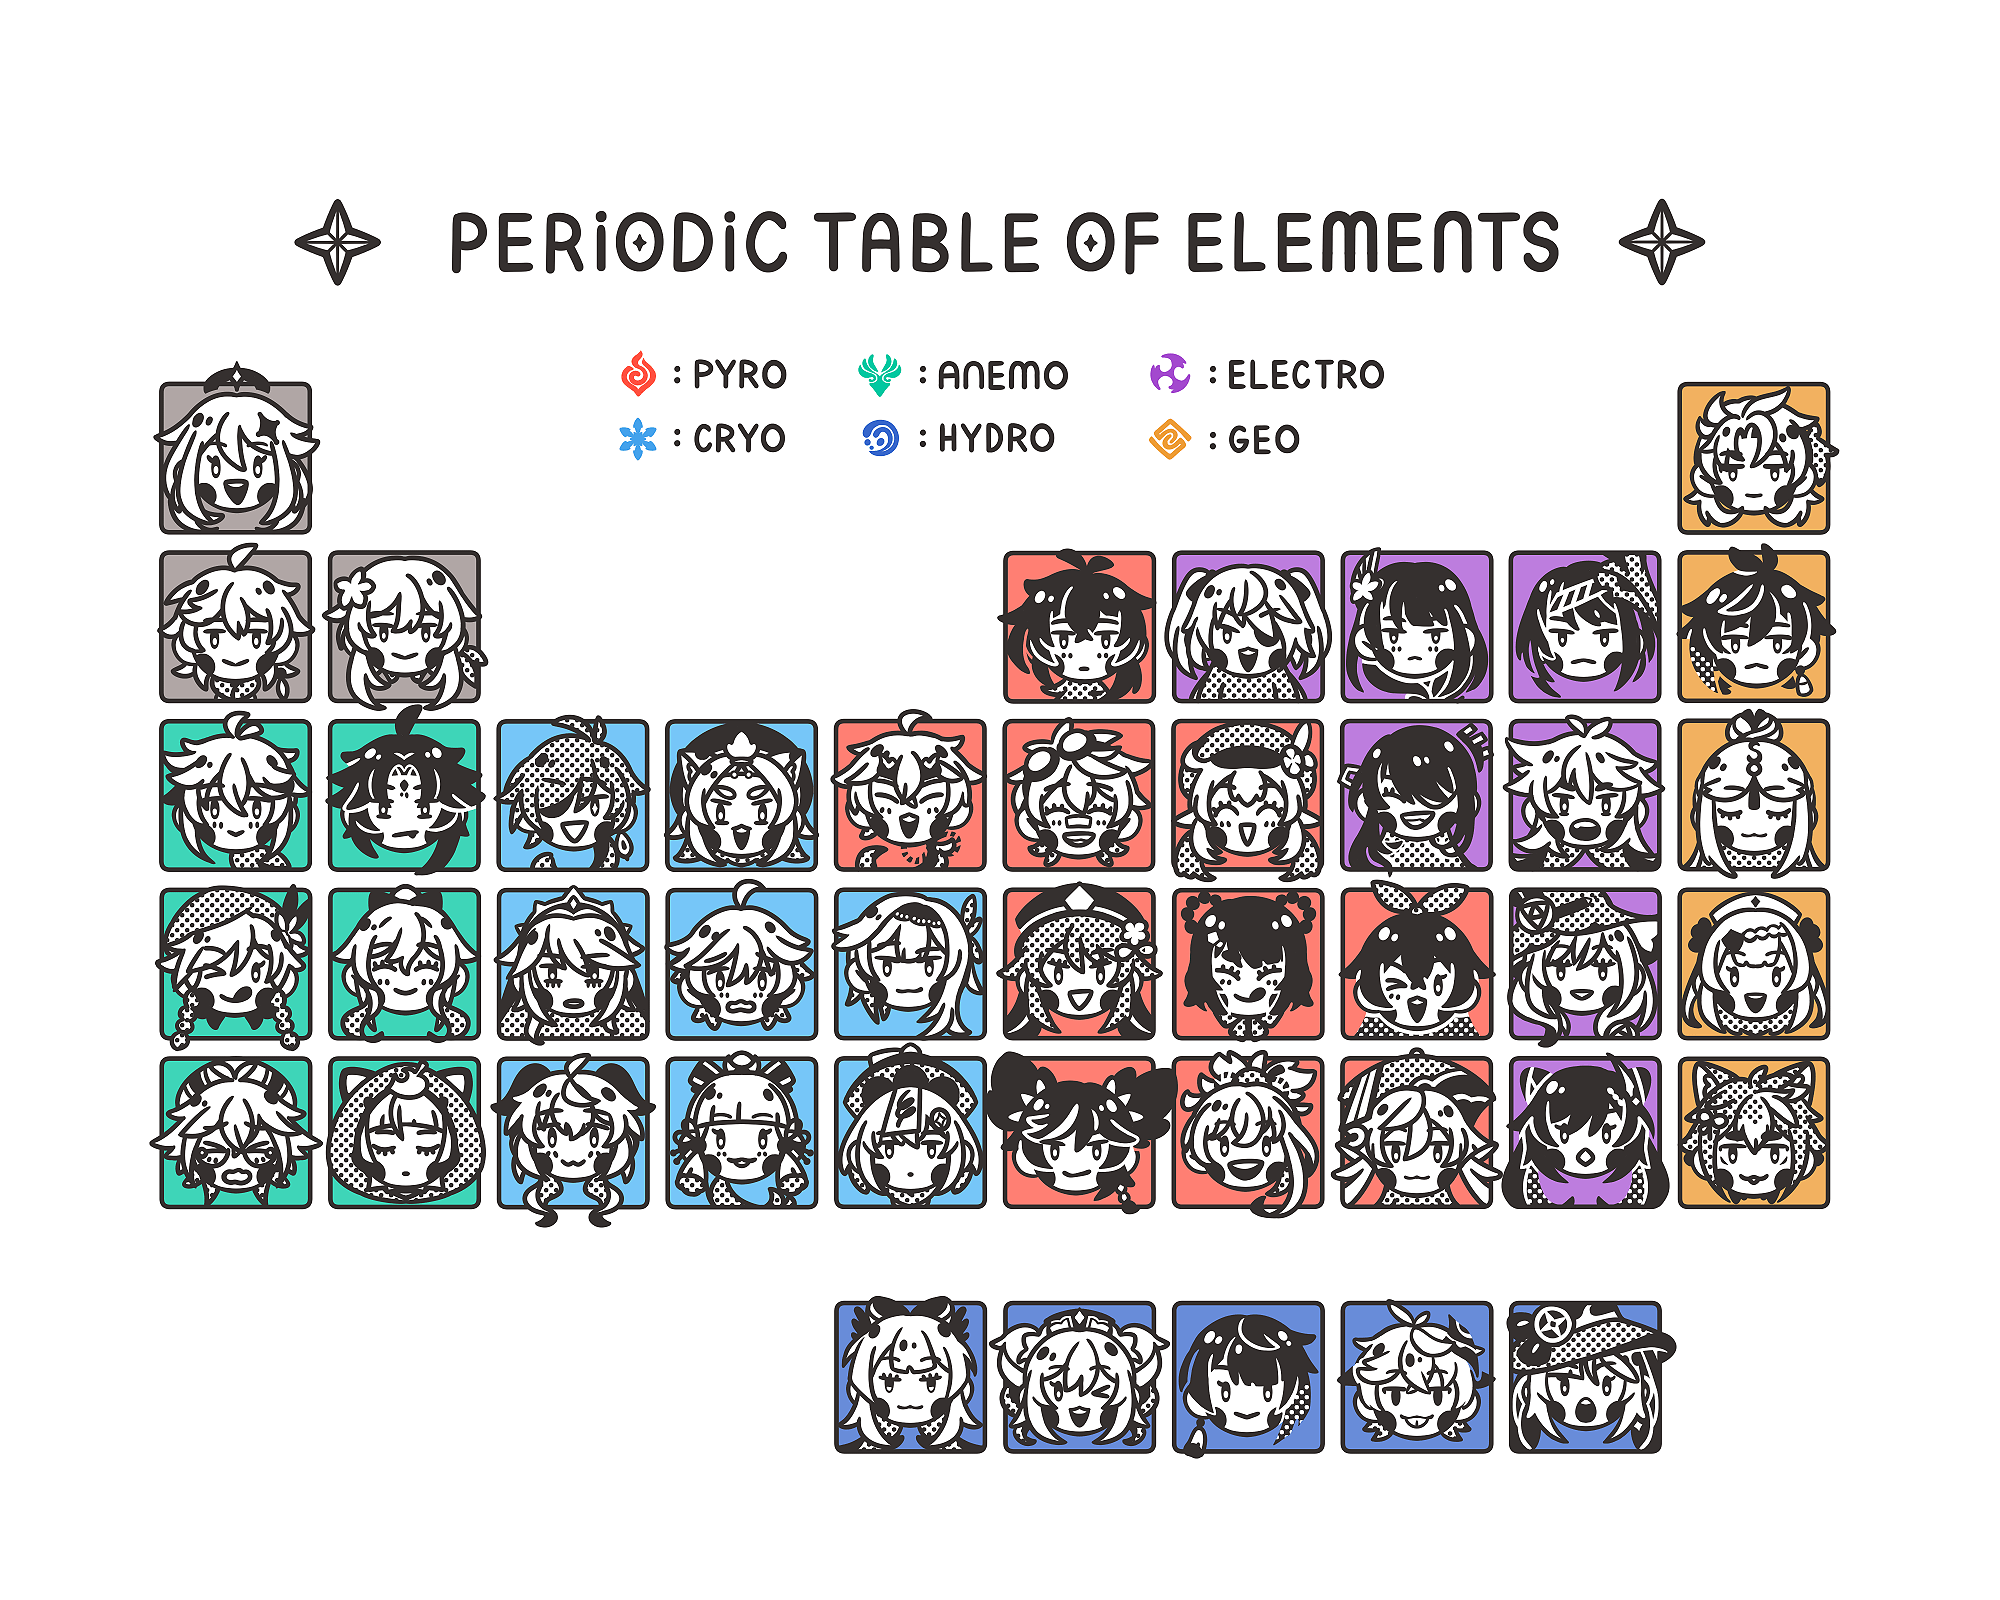 PERIODIC TABLE OF ELEMENTS
: PYRO : ANEMO : ELECTRO
: CRYO : HYDRO : GEO